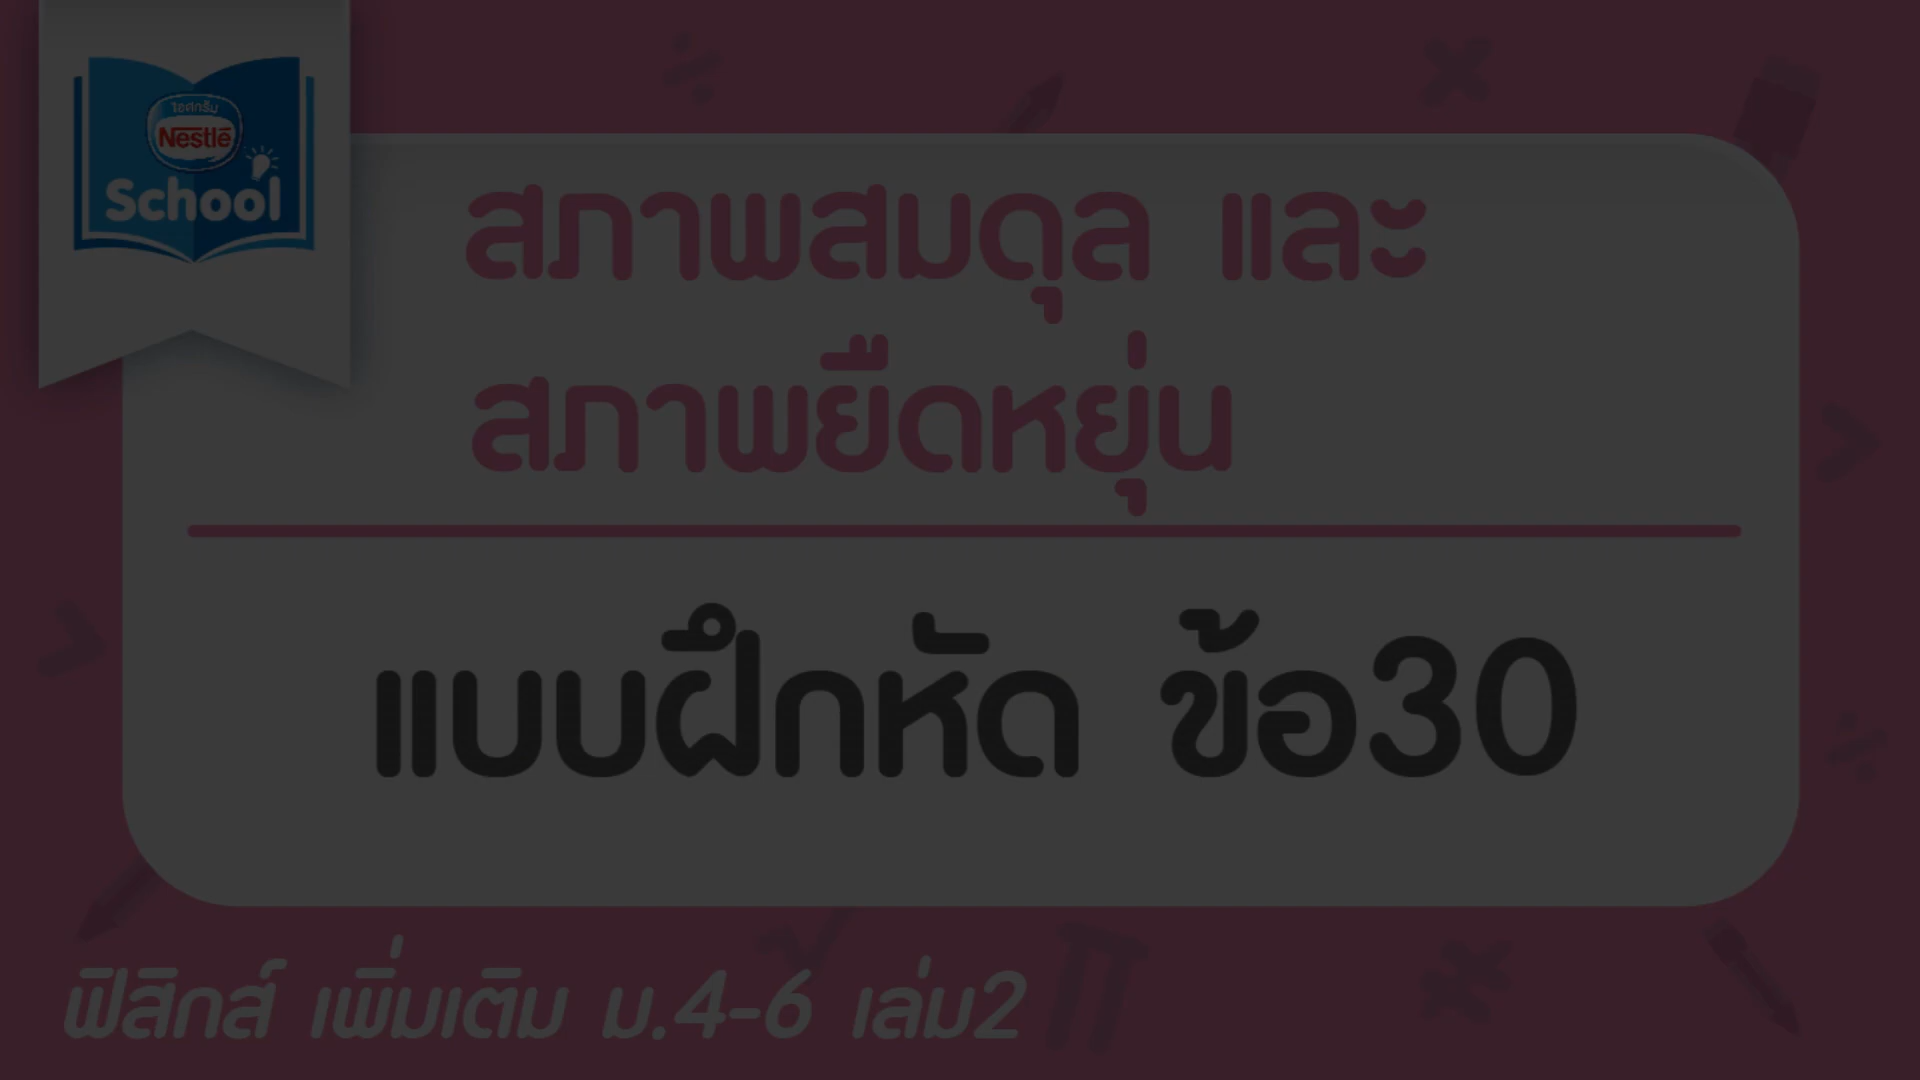 ไอศกรีม
Nestlé
School
สภาพสมดุล และ
สภาพยืดหยุ่น
แบบฝึกหัด ข้อ30
ฟิสิกส์ เพิ่มเติม ม.4-6 เล่ม2